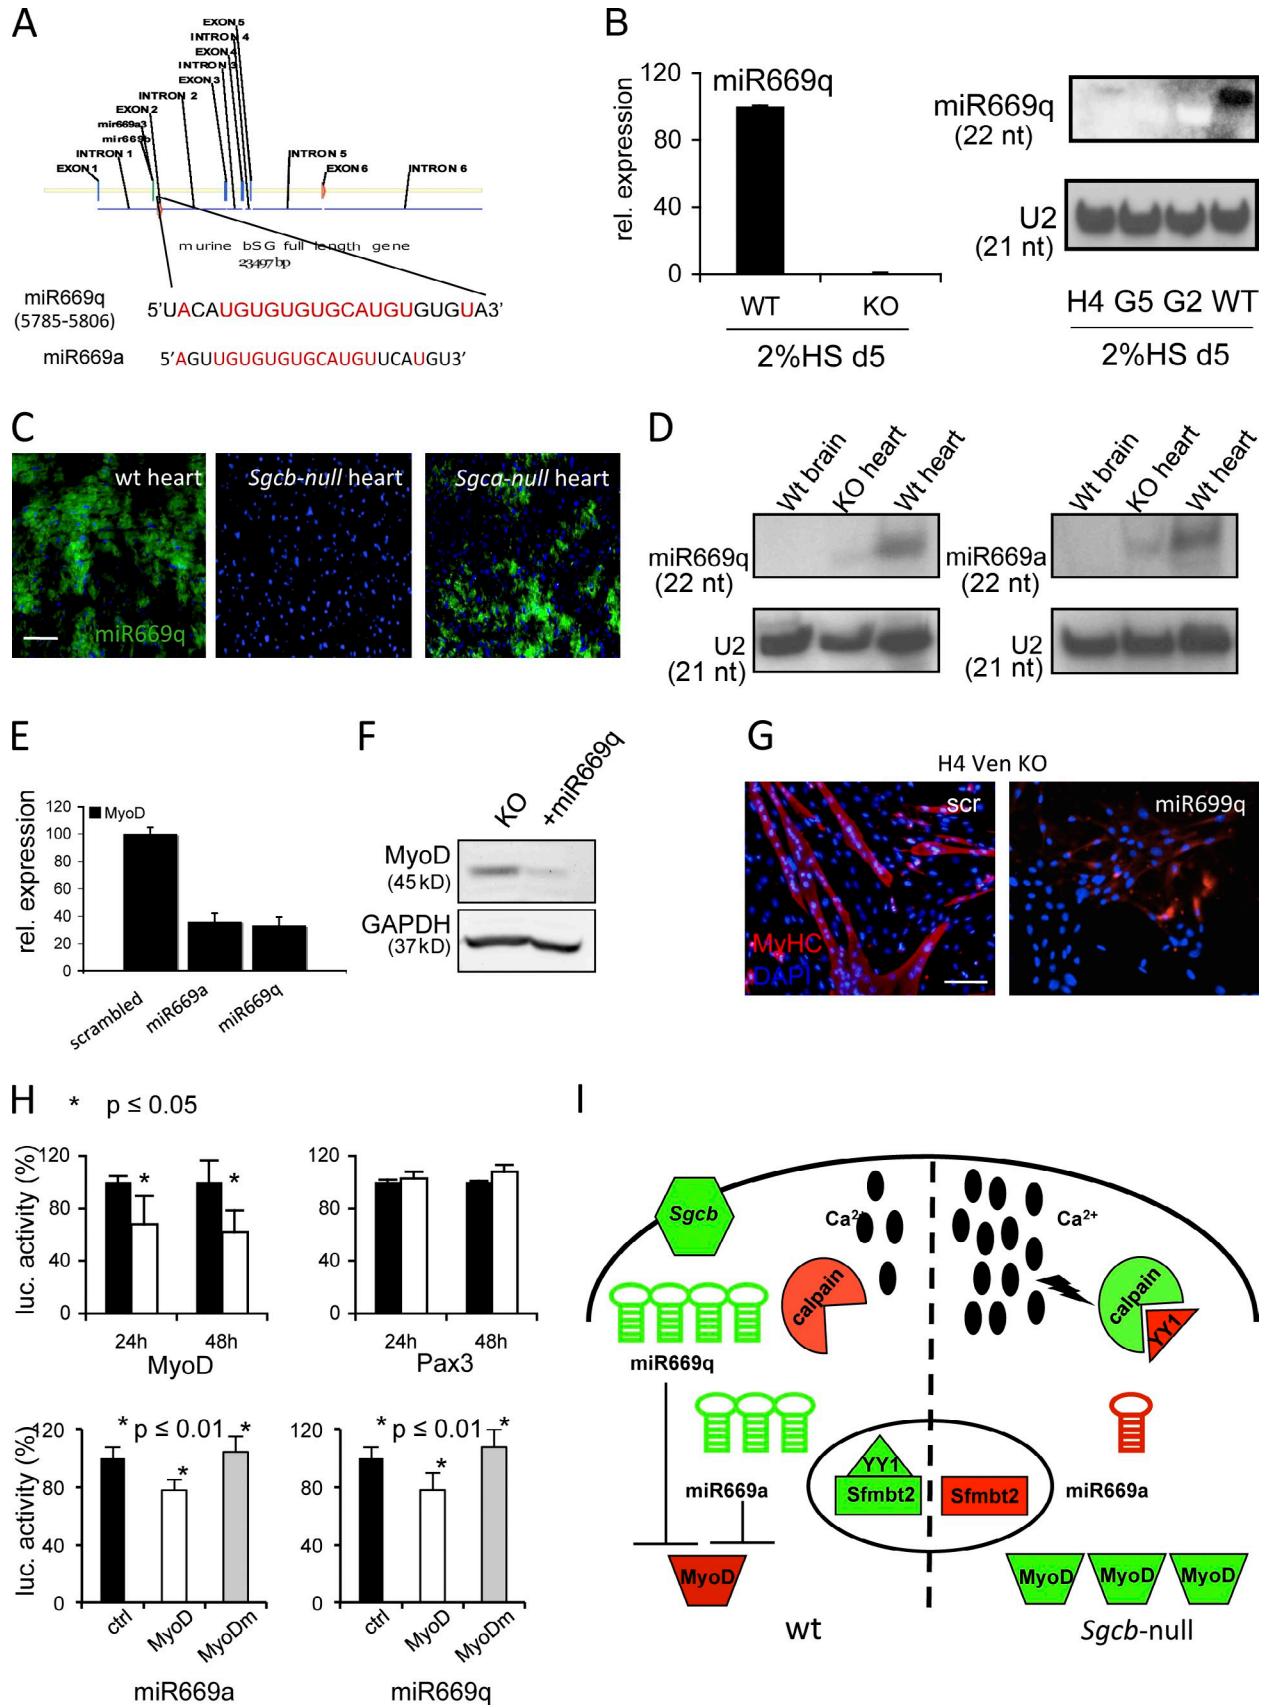 A
EXON 5
INTRON 4
EXON 4
INTRON 3
EXON 3
INTRON 2
EXON 2
mir669a3
mir669b
INTRON 1
EXON 1
INTRON 5
EXON 6
INTRON 6
murine bSG full length gene
23497bp
miR669q
(5785-5806)
5'UACAUGUGUGUGCAUGUGUGUA3'
miR669a
5'AGUUGUGUGUGCAUGUUCAUGU3'
B
rel. expression
120
80
40
0
miR669q
WT KO
2%HS d5
miR669q
(22 nt)
U2
(21 nt)
H4 G5 G2 WT
2%HS d5
C
wt heart
miR669q
Sgcb-null heart
Sgca-null heart
D
Wt brain
KO heart
Wt heart
miR669q
(22 nt)
U2
(21 nt)
Wt brain
KO heart
Wt heart
miR669a
(22 nt)
U2
(21 nt)
E
rel. expression
120
100
80
60
40
20
0
MyoD
scrambled
miR669a
miR669q
F
KO
+miR669q
MyoD
(45 kD)
GAPDH
(37 kD)
G
H4 Ven KO
scr
MyHC
DAPI
miR699q
H
* p ≤ 0.05
luc. activity (%)
120
80
40
0
* *
24h 48h
MyoD
120
80
40
0
24h 48h
Pax3
luc. activity (%)
120
80
40
0
* p ≤ 0.01 *
*
ctrl
MyoD
MyoDm
miR669a
120
80
40
0
* p ≤ 0.01 *
*
ctrl
MyoD
MyoDm
miR669q
I
Sgcb
Ca2+
Ca2+
calpain
calpain
YY1
miR669q
miR669a
YY1
Sfmbt2
Sfmbt2
miR669a
MyoD
MyoD
MyoD
MyoD
wt
Sgcb-null